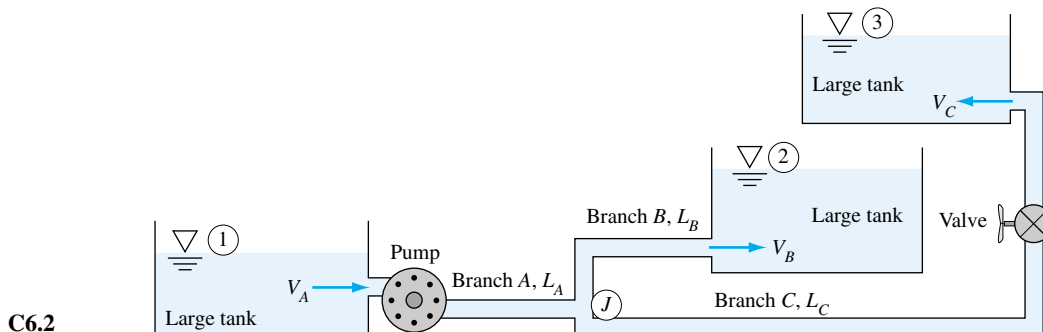 3
Large tank
V_C
2
Branch B, L_B
Large tank
Valve
1
Pump
V_B
Branch A, L_A
V_A
J
Branch C, L_C
C6.2
Large tank